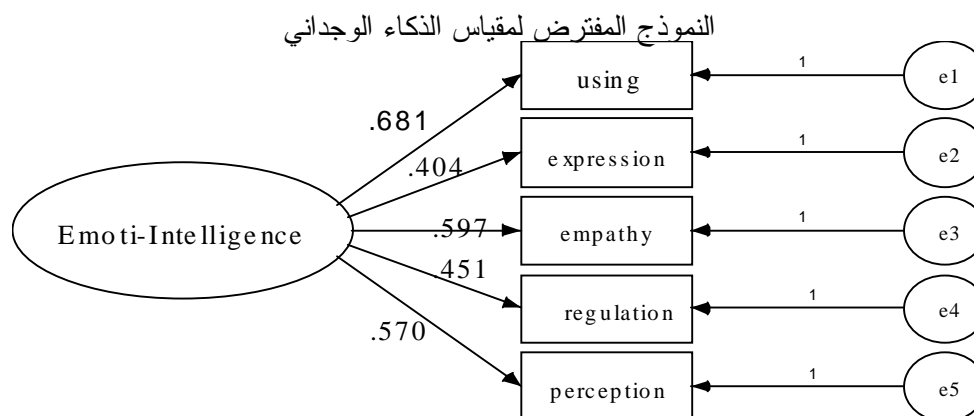 النموذج المفترض لمقياس الذكاء الوجداني
using
1
e1
.681
expression
1
e2
.404
Emoti-Intelligence
.597
empathy
1
e3
.451
regulation
1
e4
.570
perception
1
e5